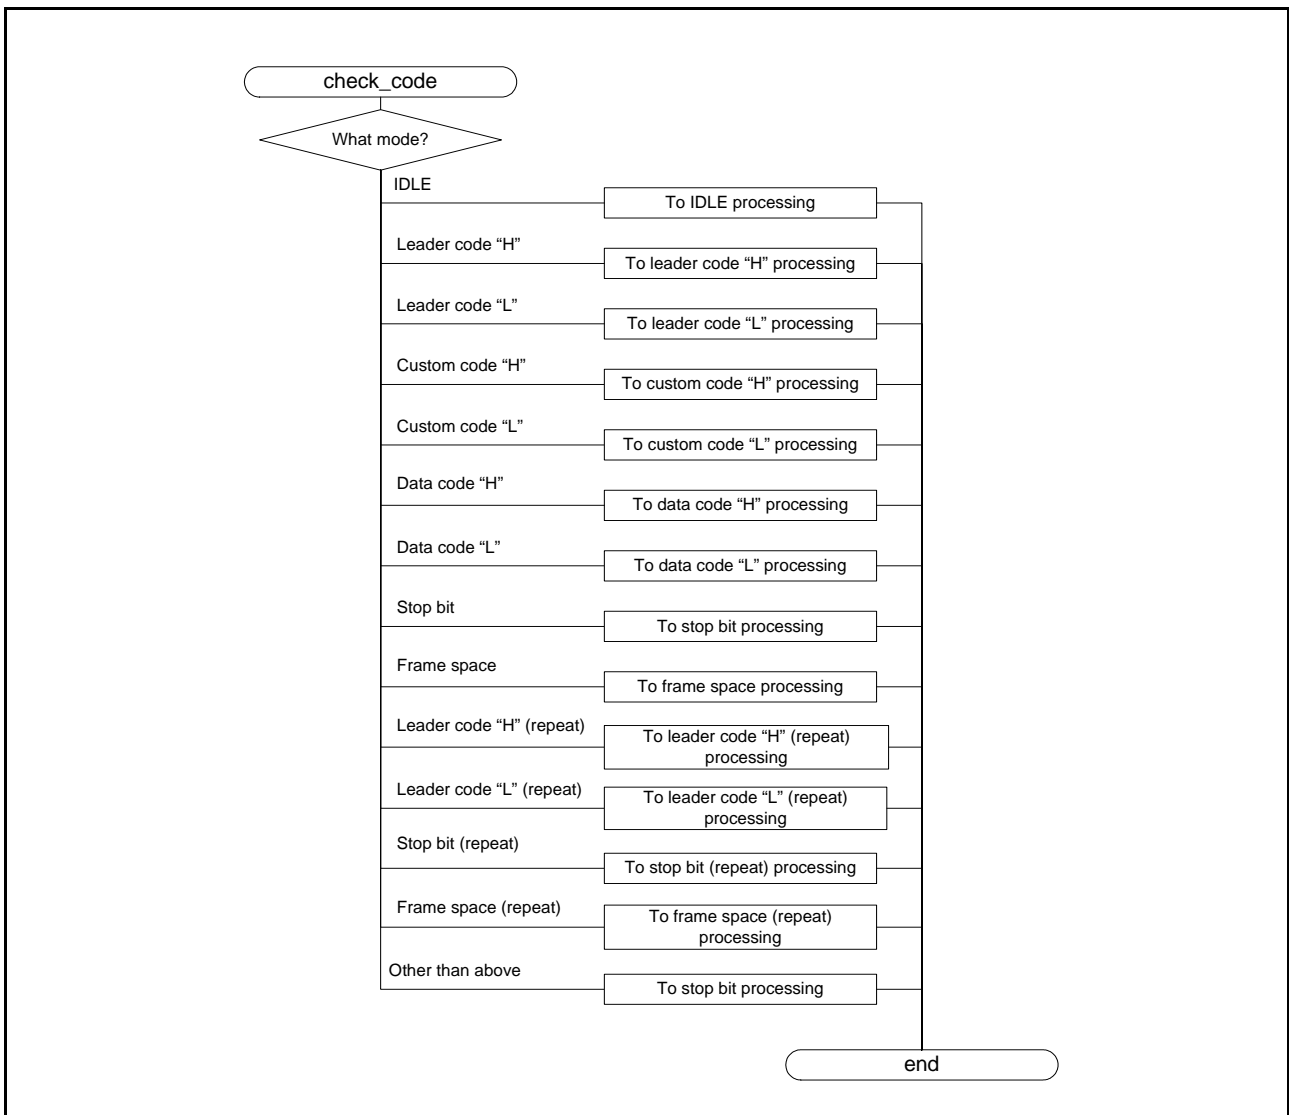 check_code
What mode?
IDLE
To IDLE processing
Leader code “H”
To leader code “H” processing
Leader code “L”
To leader code “L” processing
Custom code “H”
To custom code “H” processing
Custom code “L”
To custom code “L” processing
Data code “H”
To data code “H” processing
Data code “L”
To data code “L” processing
Stop bit
To stop bit processing
Frame space
To frame space processing
Leader code “H” (repeat)
To leader code “H” (repeat)
processing
Leader code “L” (repeat)
To leader code “L” (repeat)
processing
Stop bit (repeat)
To stop bit (repeat) processing
Frame space (repeat)
To frame space (repeat)
processing
Other than above
To stop bit processing
end